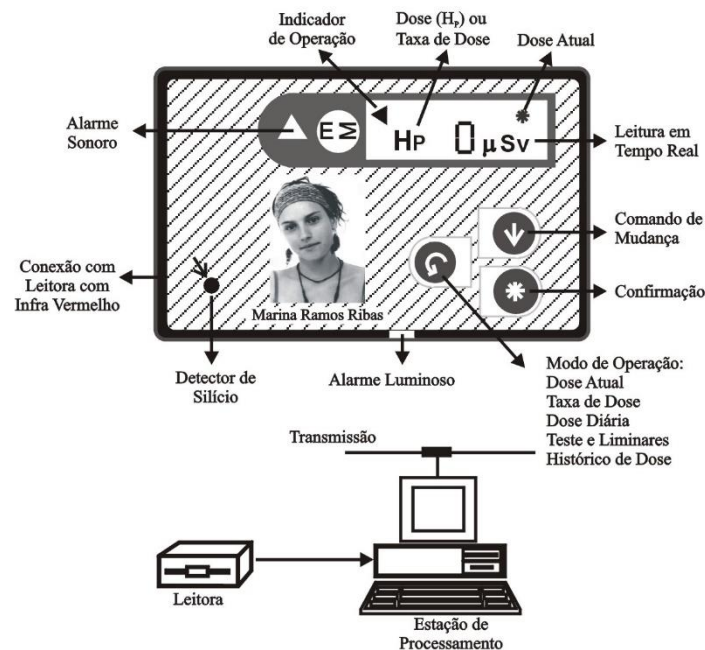 Indicador
de Operação
Dose (Hₚ) ou
Taxa de Dose
Dose Atual
Alarme
Sonoro
EM
HP 0 µSv
*
Leitura em
Tempo Real
Comando de
Mudança
Conexão com
Leitora com
Infra Vermelho
Marina Ramos Ribas
*
Confirmação
Detector de
Silício
Alarme Luminoso
Modo de Operação:
Dose Atual
Taxa de Dose
Dose Diária
Teste e Liminares
Histórico de Dose
Transmissão
Leitora
Estação de
Processamento